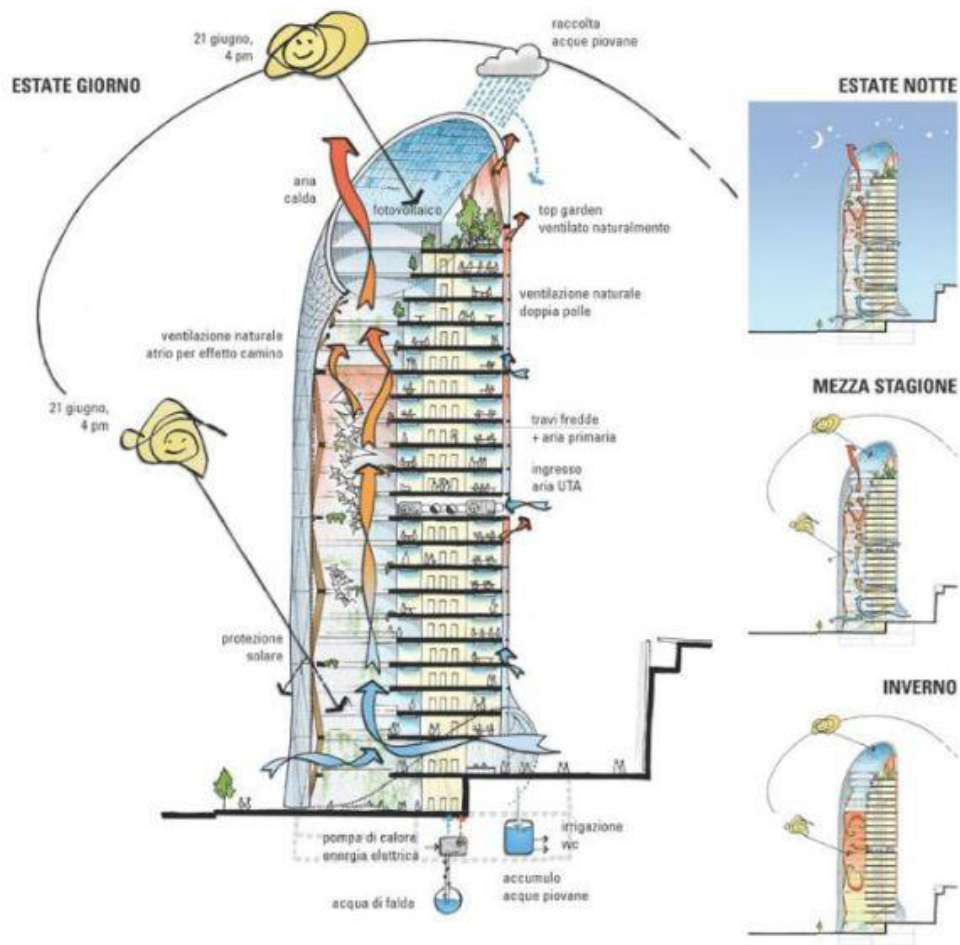 21 giugno,
4 pm
raccolta
acque piovane
ESTATE GIORNO
ESTATE NOTTE
aria
calda
fotovoltaico
top garden
ventilato naturalmente
ventilazione naturale
doppia pelle
ventilazione naturale
atrio per effetto camino
MEZZA STAGIONE
21 giugno,
4 pm
travi fredde
+ aria primaria
ingresso
aria UTA
protezione
solare
INVERNO
pompa di calore
energia elettrica
irrigazione
wc
accumulo
acque piovane
acqua di falda